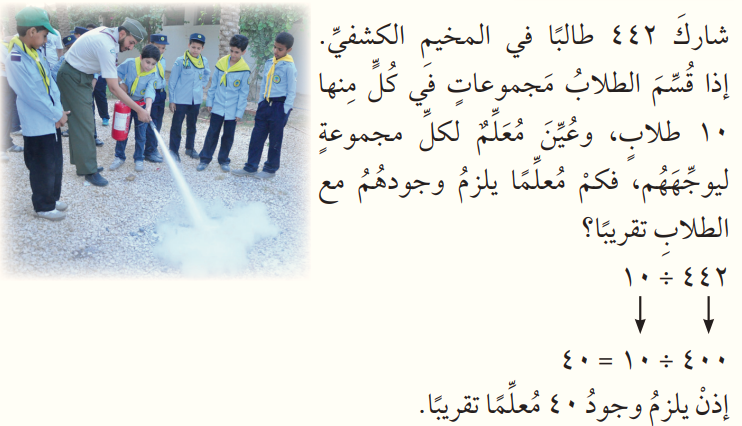 شاركَ ٤٤٢ طالبًا في المخيمِ الكشفيِّ.
إذا قُسِّمَ الطلابُ مَجموعاتٍ في كُلٍّ مِنها
١٠ طلابٍ، وعُيِّنَ مُعَلِّمٌ لكلِّ مجموعةٍ
ليوجِّهَهُم، فكمْ مُعلِّمًا يلزمُ وجودهُمُ مع
الطلابِ تقريبًا؟
٤٤٢ ÷ ١٠
٤٠٠ ÷ ١٠ = ٤٠
إذنْ يلزمُ وجودُ ٤٠ مُعلِّمًا تقريبًا.